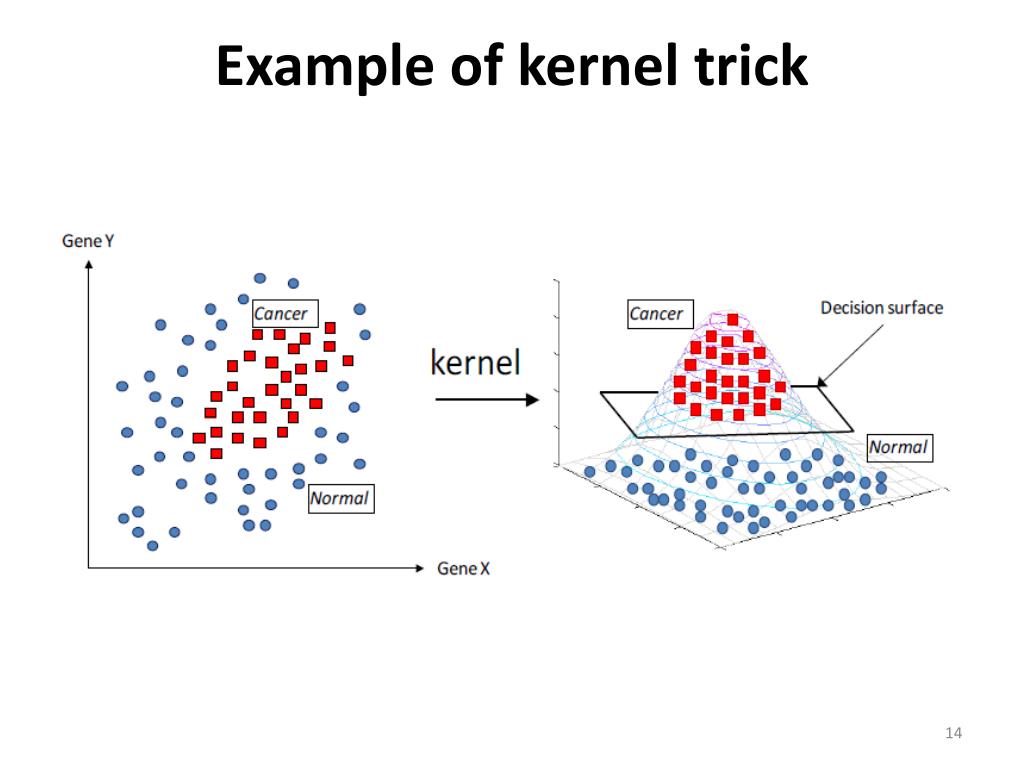 Example of kernel trick
Gene Y
Cancer
Normal
Gene X
kernel
Cancer
Decision surface
Normal
14